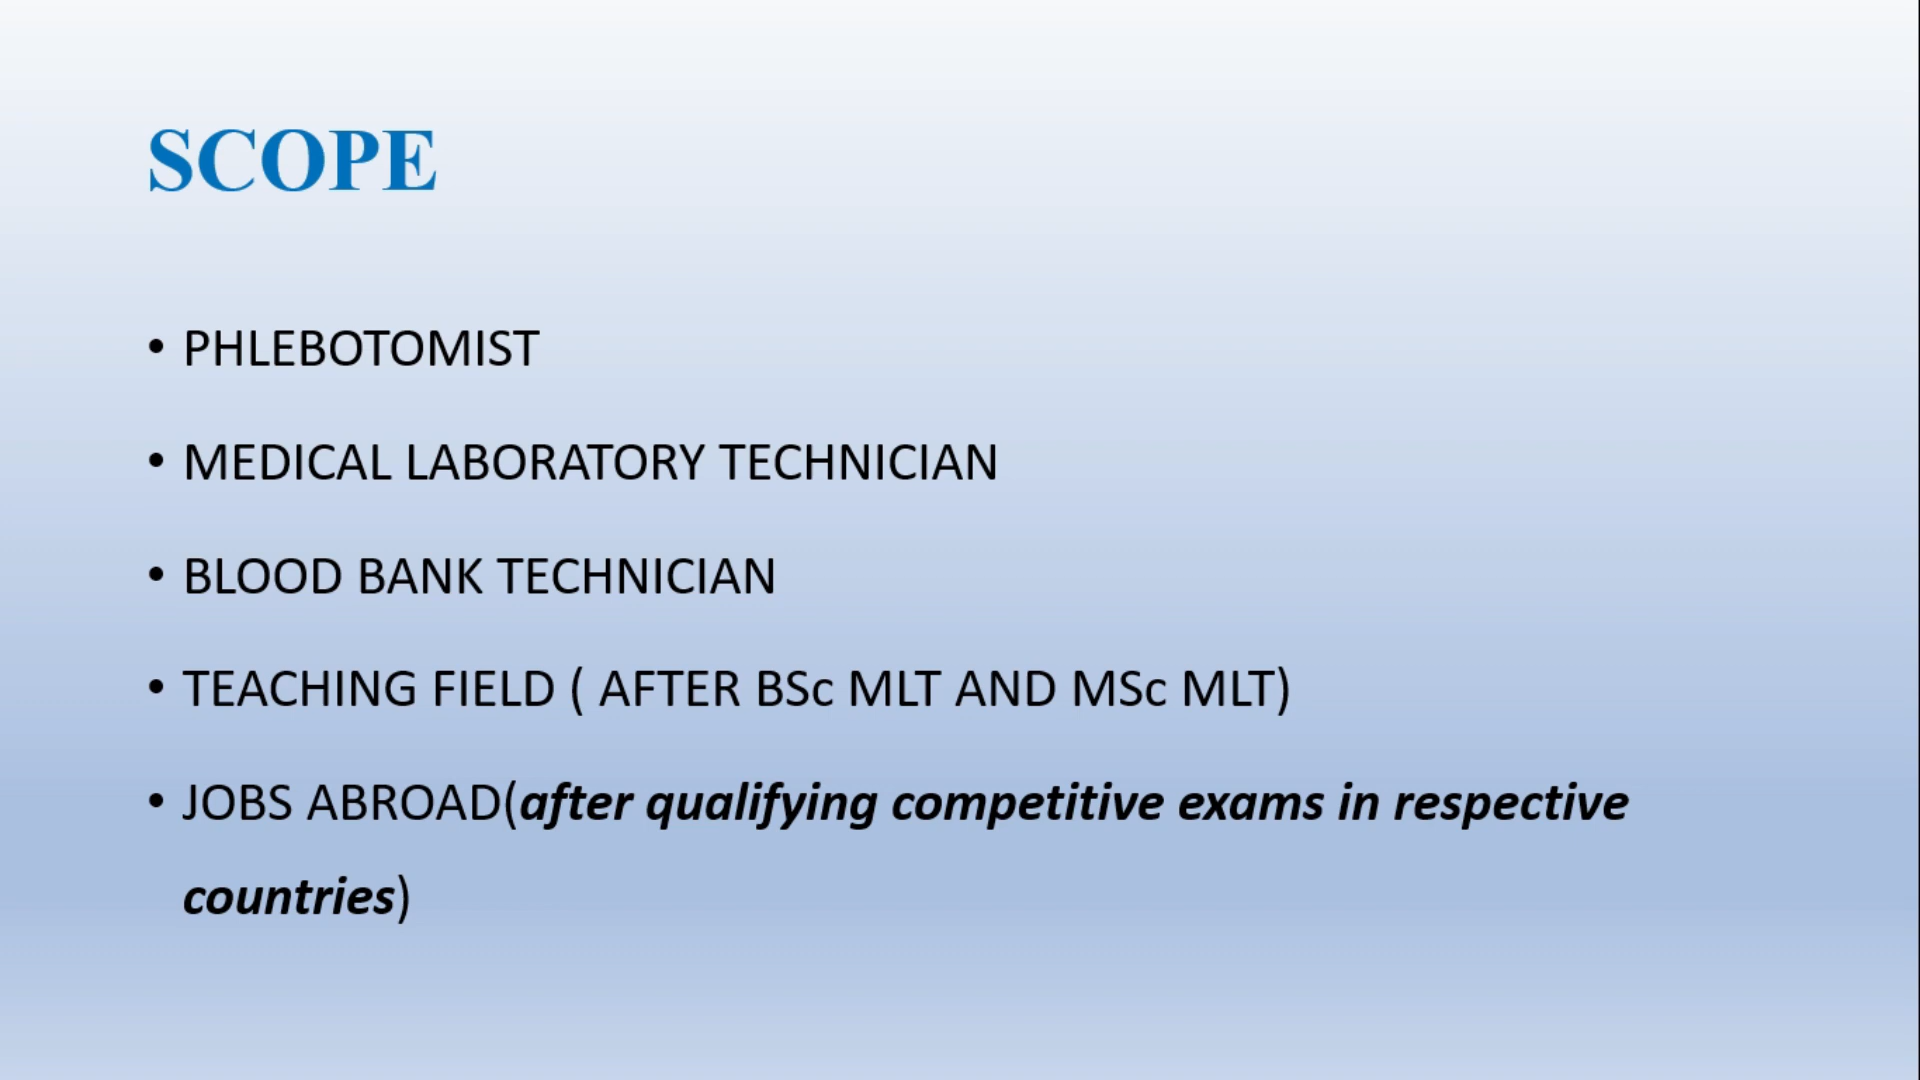 SCOPE
• PHLEBOTOMIST
• MEDICAL LABORATORY TECHNICIAN
• BLOOD BANK TECHNICIAN
• TEACHING FIELD ( AFTER BSc MLT AND MSc MLT)
• JOBS ABROAD(after qualifying competitive exams in respective
countries)